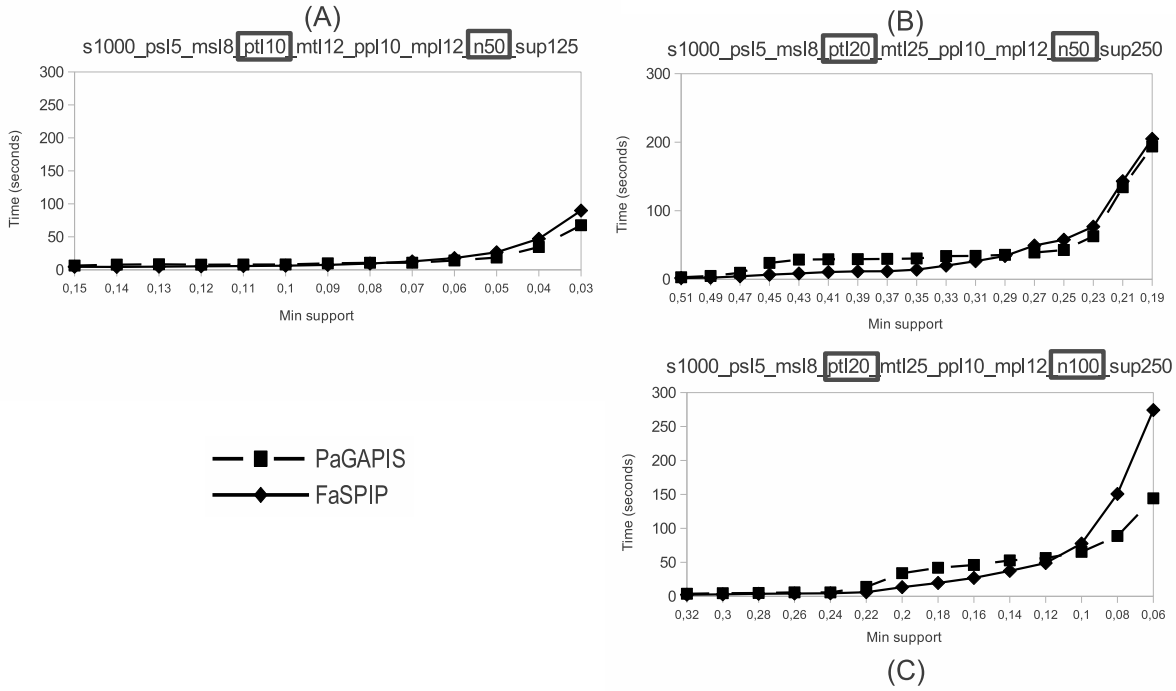 (A)
s1000_psl5_msl8_ptl10_mtl12_ppl10_mpl12_n50_sup125
300
250
200
150
100
50
0
Time (seconds)
0,15 0,14 0,13 0,12 0,11 0,1 0,09 0,08 0,07 0,06 0,05 0,04 0,03
Min support
(B)
s1000_psl5_msl8_ptl20_mtl25_ppl10_mpl12_n50_sup250
300
200
100
0
Time (seconds)
0,51 0,49 0,47 0,45 0,43 0,41 0,39 0,37 0,35 0,33 0,31 0,29 0,27 0,25 0,23 0,21 0,19
Min support
s1000_psl5_msl8_ptl20_mtl25_ppl10_mpl12_n100_sup250
300
250
200
150
100
50
0
Time (seconds)
0,32 0,3 0,28 0,26 0,24 0,22 0,2 0,18 0,16 0,14 0,12 0,1 0,08 0,06
Min support
(C)
PaGAPIS
FaSPIP